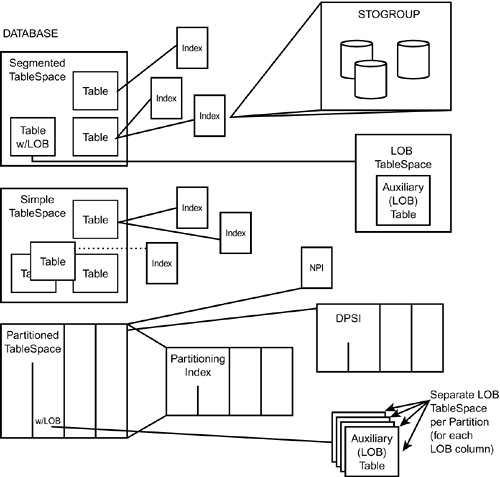 STOGROUP
DATABASE
Segmented
TableSpace
Index
Table
Index
Index
Table
w/LOB
Table
LOB
TableSpace
Auxiliary
(LOB)
Table
Simple
TableSpace
Table
Index
Index
Table
Ta
Table
Index
NPI
Partitioned
TableSpace
DPSI
Partitioning
Index
w/LOB
Separate LOB
TableSpace
per Partition
(for each
LOB column)
Auxiliary
(LOB)
Table